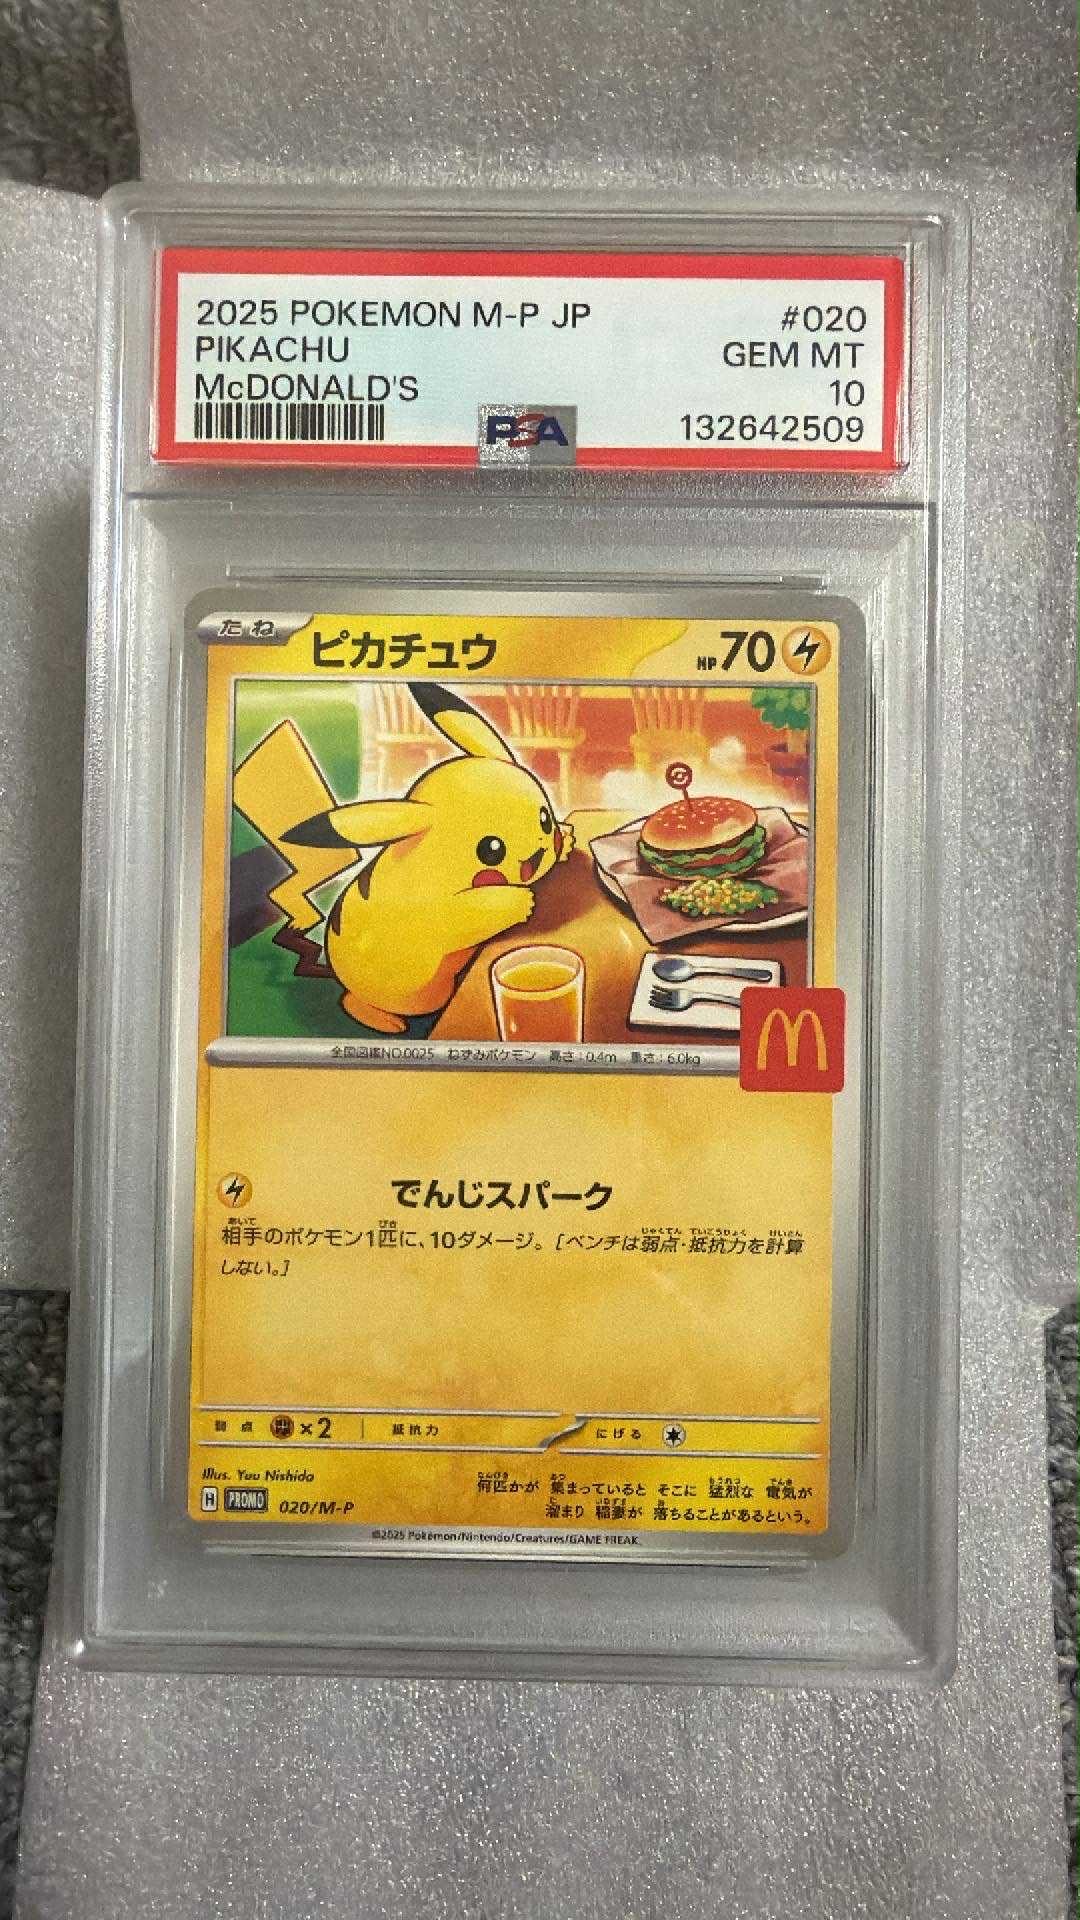 2025 POKEMON M-P JP #020
PIKACHU GEM MT
McDONALD'S 10
PSA 132642509
たね ピカチュウ HP70
全国図鑑NO.0025 ねずみポケモン 高さ:0.4m 重さ:6.0kg
でんじスパーク
相手のポケモン1匹に、10ダメージ。[ベンチは弱点・抵抗力を計算
しない。]
弱点 ×2 抵抗力 にげる
Illus. Yuu Nishida
H PROMO 020/M-P
何匹かが 集まっていると そこに 猛烈な 電気が
溜まり 稲妻が 落ちることがあるという。
©2025 Pokémon/Nintendo/Creatures/GAME FREAK.